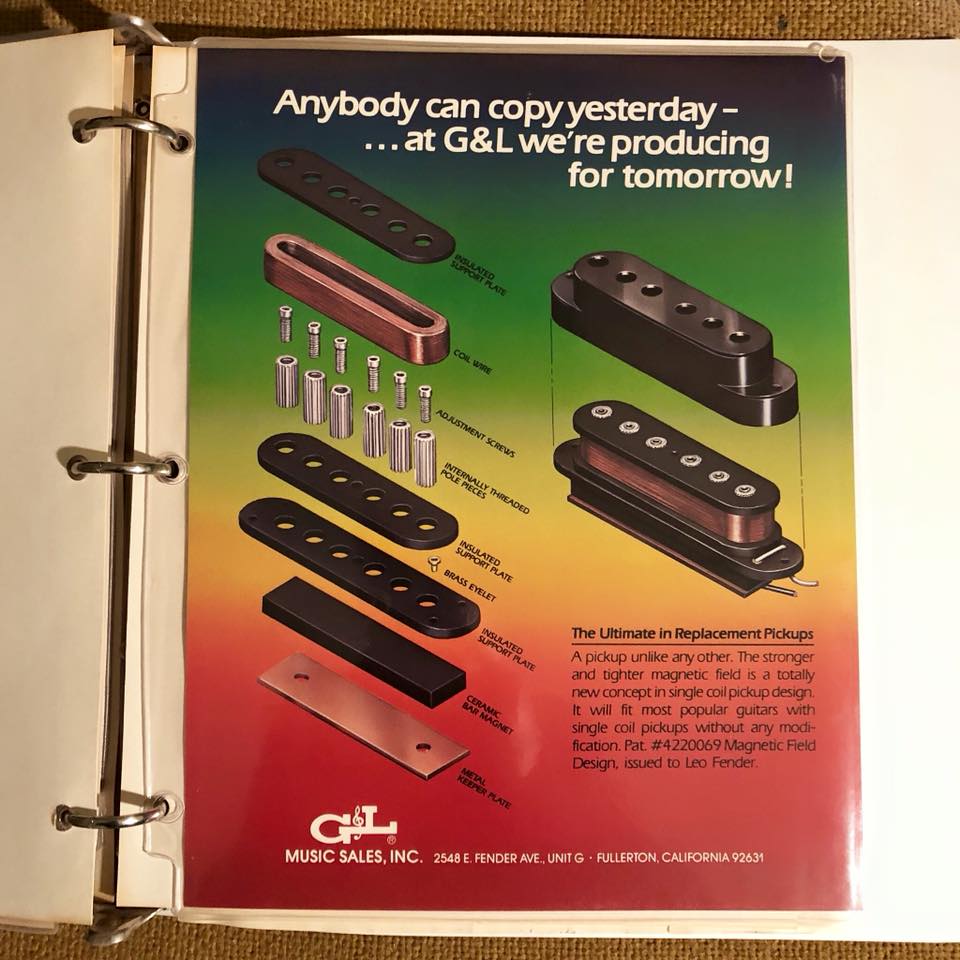 Anybody can copy yesterday –
... at G&L we're producing
for tomorrow!
INSULATED
SUPPORT PLATE
COIL WIRE
ADJUSTMENT SCREWS
INTERNALLY THREADED
POLE PIECES
INSULATED
SUPPORT PLATE
BRASS EYELET
INSULATED
SUPPORT PLATE
CERAMIC
BAR MAGNET
METAL
KEEPER PLATE
The Ultimate in Replacement Pickups
A pickup unlike any other. The stronger
and tighter magnetic field is a totally
new concept in single coil pickup design.
It will fit most popular guitars with
single coil pickups without any modi-
fication. Pat. #4220069 Magnetic Field
Design, issued to Leo Fender.
G&L®
MUSIC SALES, INC. 2548 E. FENDER AVE., UNIT G · FULLERTON, CALIFORNIA 92631